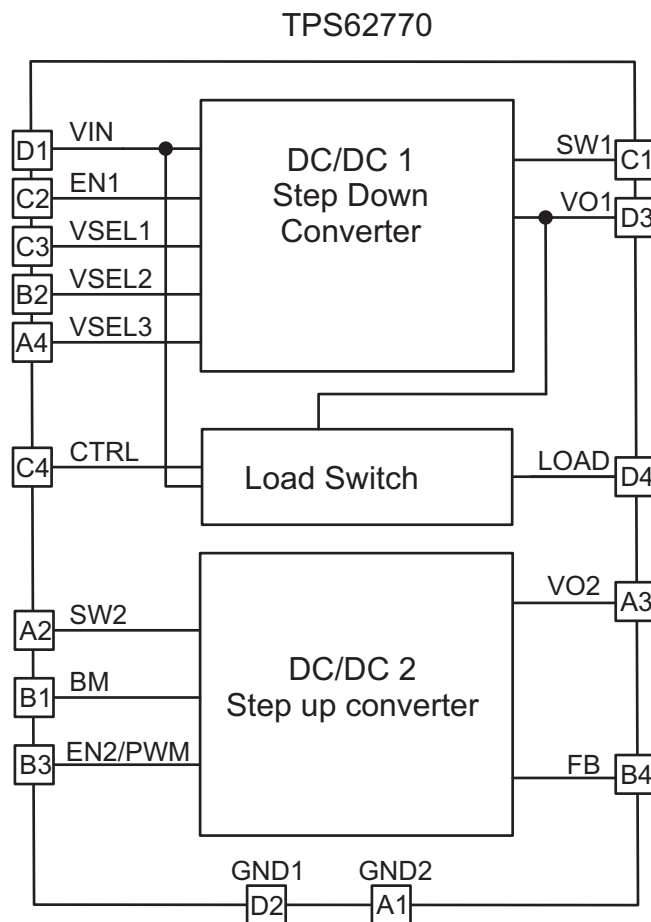 TPS62770
D1 VIN
C2 EN1
C3 VSEL1
B2 VSEL2
A4 VSEL3
DC/DC 1
Step Down
Converter
SW1 C1
VO1 D3
C4 CTRL
Load Switch
LOAD D4
A2 SW2
B1 BM
B3 EN2/PWM
DC/DC 2
Step up converter
VO2 A3
FB B4
GND1 GND2
D2 A1